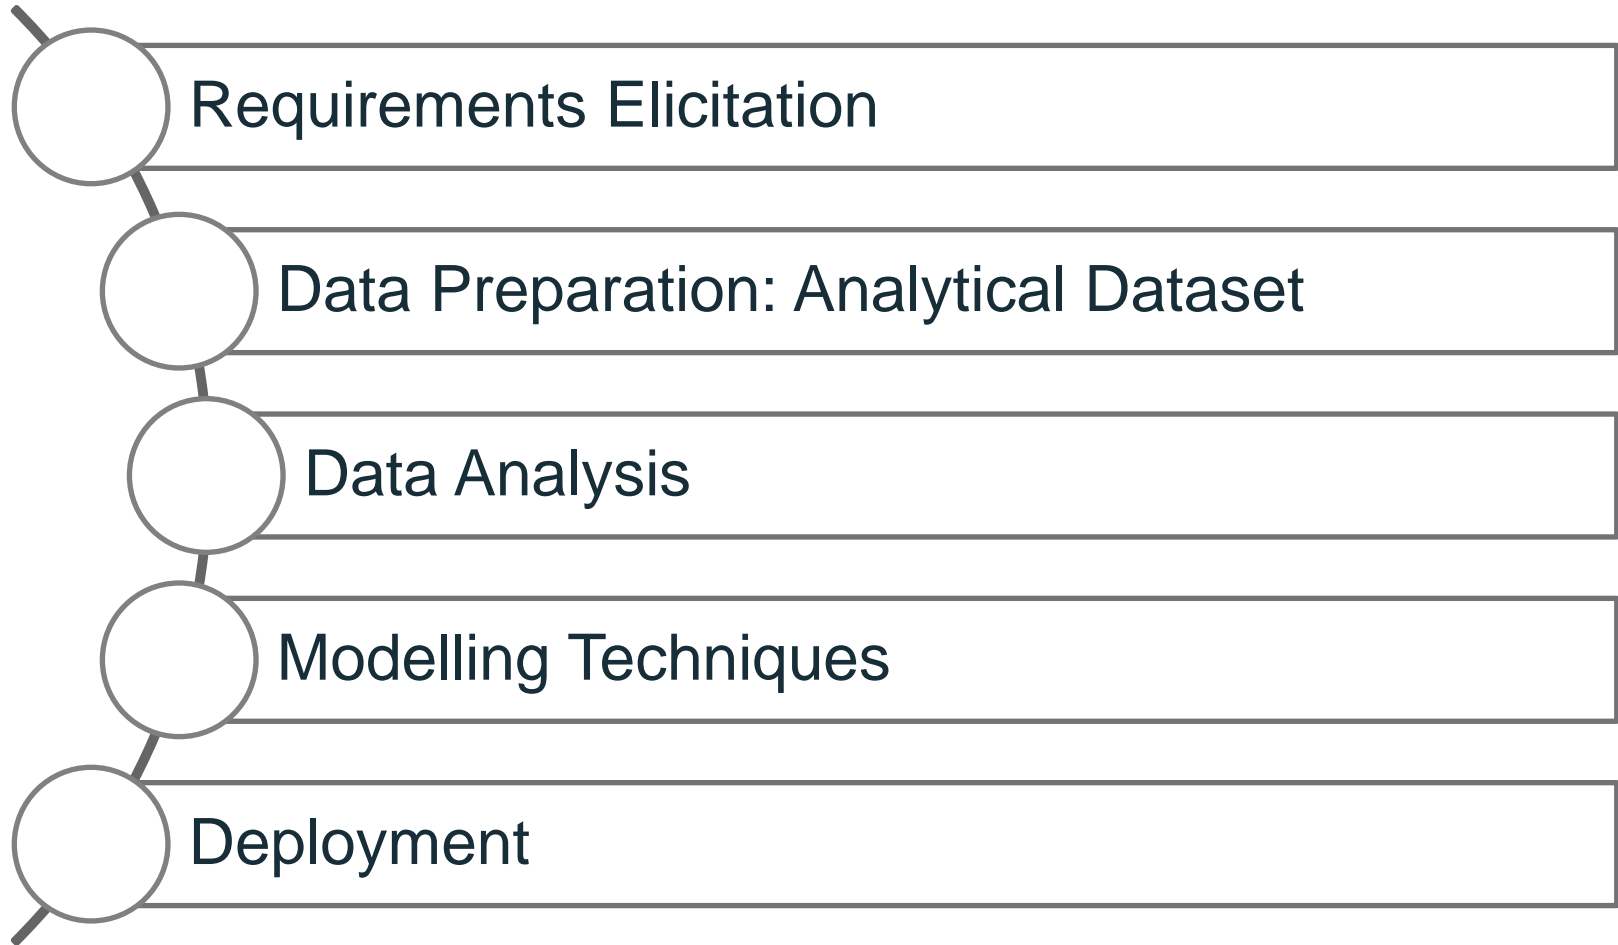 Requirements Elicitation
Data Preparation: Analytical Dataset
Data Analysis
Modelling Techniques
Deployment